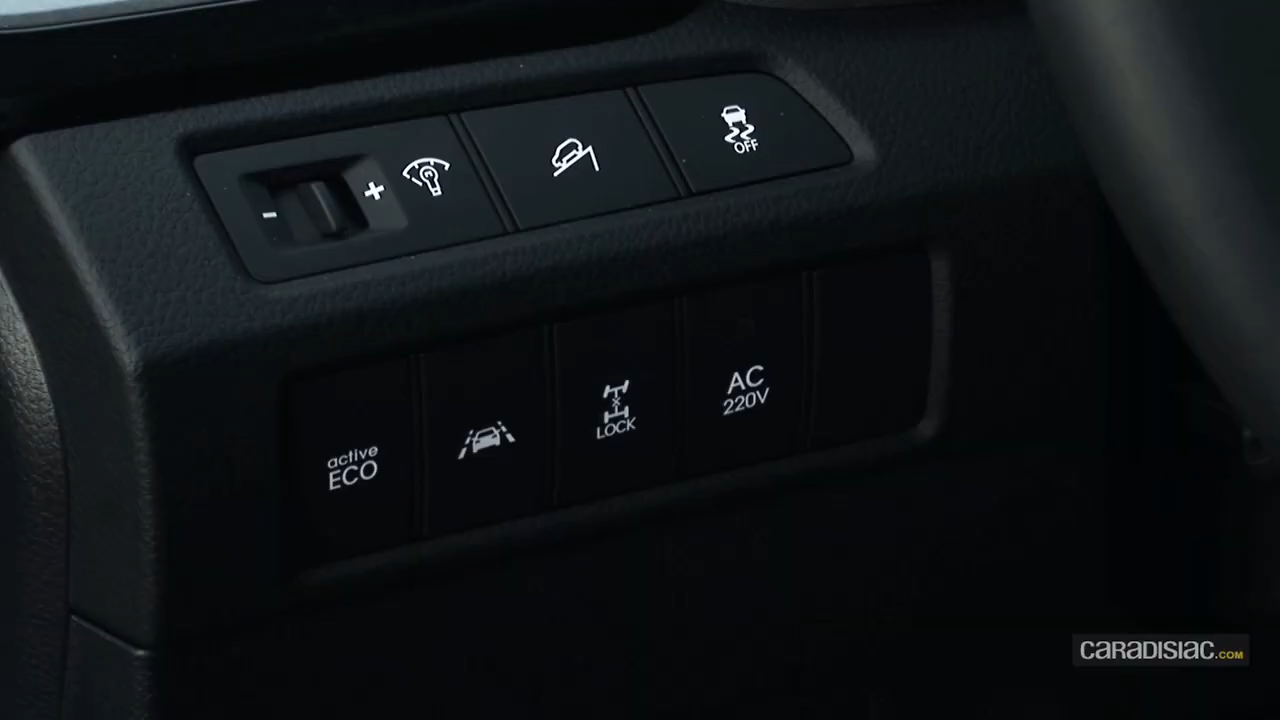 - +
OFF
active
ECO
LOCK
AC
220V
CARADISIAC.COM